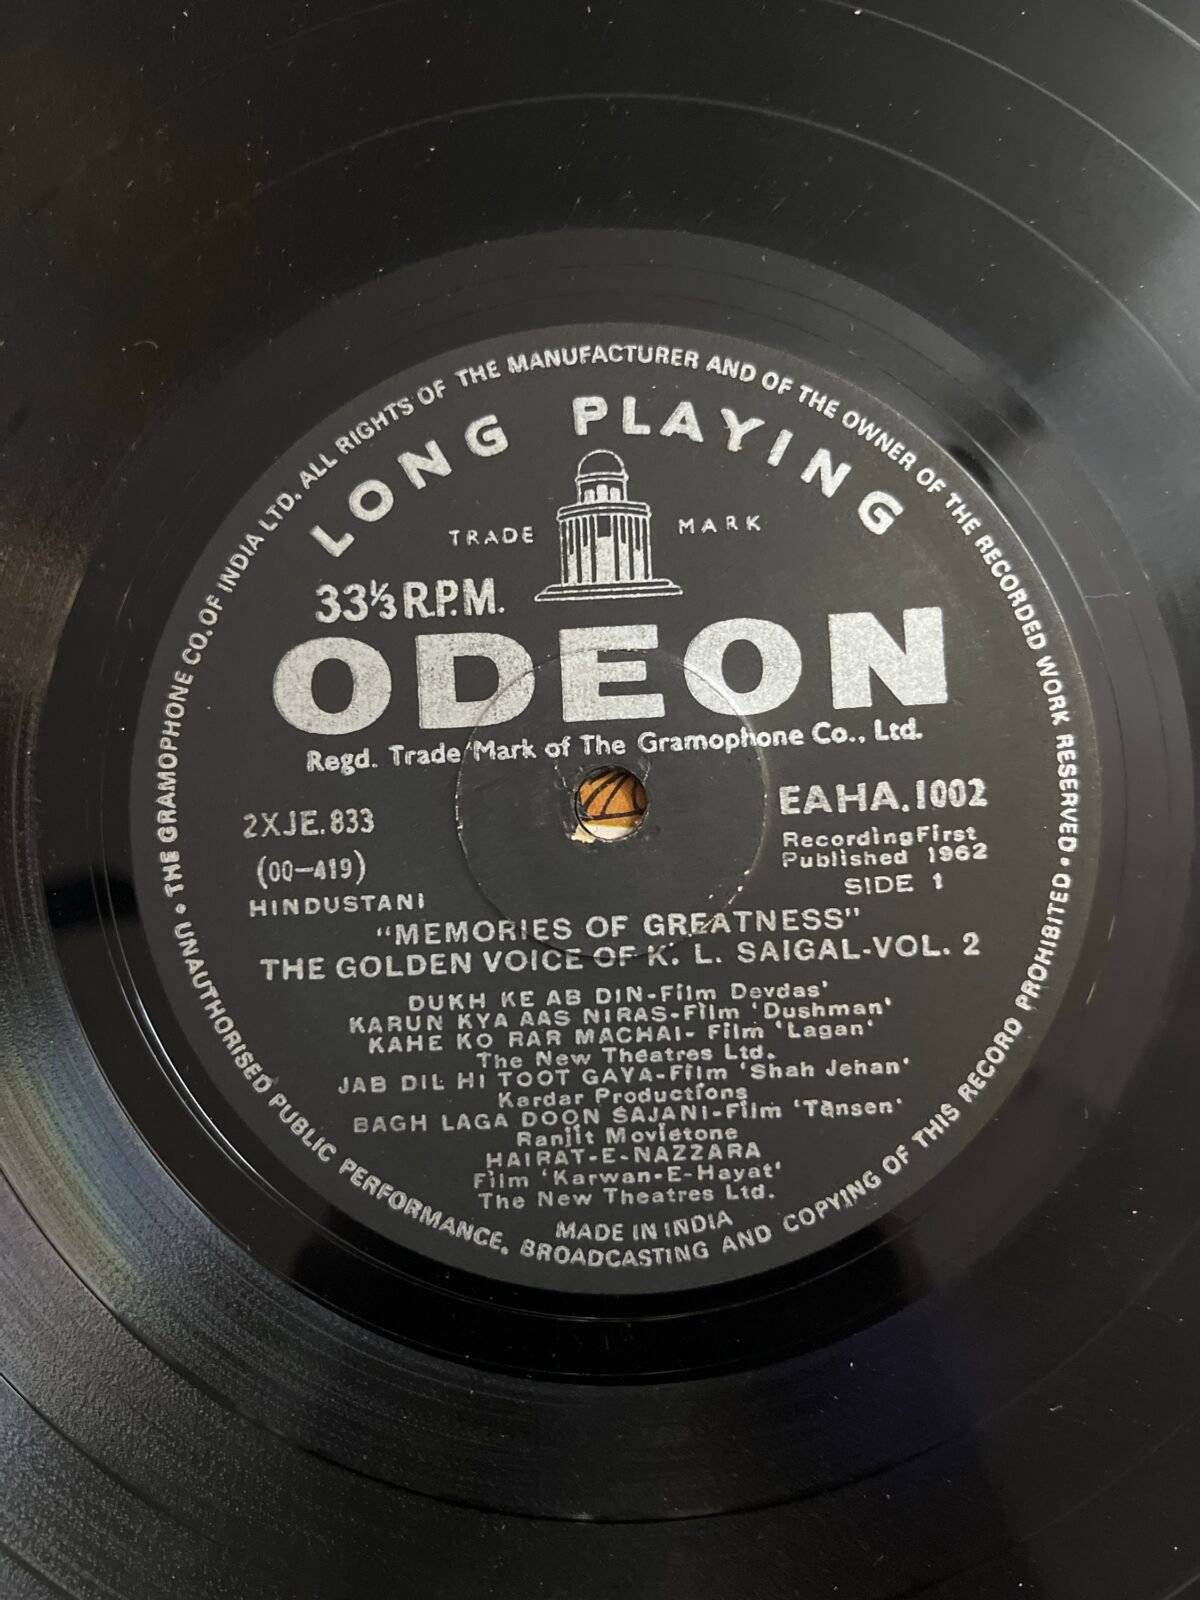 THE GRAMOPHONE CO. OF INDIA LTD. ALL RIGHTS OF THE MANUFACTURER AND OF THE OWNER OF THE RECORDED WORK RESERVED •
UNAUTHORISED PUBLIC PERFORMANCE, BROADCASTING AND COPYING OF THIS RECORD PROHIBITED •
LONG PLAYING
TRADE MARK
33⅓ R.P.M.
ODEON
Regd. Trade Mark of The Gramophone Co., Ltd.
2XJE.833
EAHA.1002
(OO-419)
Recording First
Published 1962
HINDUSTANI
SIDE 1
"MEMORIES OF GREATNESS"
THE GOLDEN VOICE OF K. L. SAIGAL-VOL. 2
DUKH KE AB DIN-Film Devdas'
KARUN KYA AAS NIRAS-Film 'Dushman'
KAHE KO RAR MACHAI- Film 'Lagan'
The New Theatres Ltd.
JAB DIL HI TOOT GAYA-Film 'Shah Jehan'
Kardar Productions
BAGH LAGA DOON SAJANI-Film 'Tansen'
Ranjit Movietone
HAIRAT-E-NAZZARA
Film 'Karwan-E-Hayat'
The New Theatres Ltd.
MADE IN INDIA